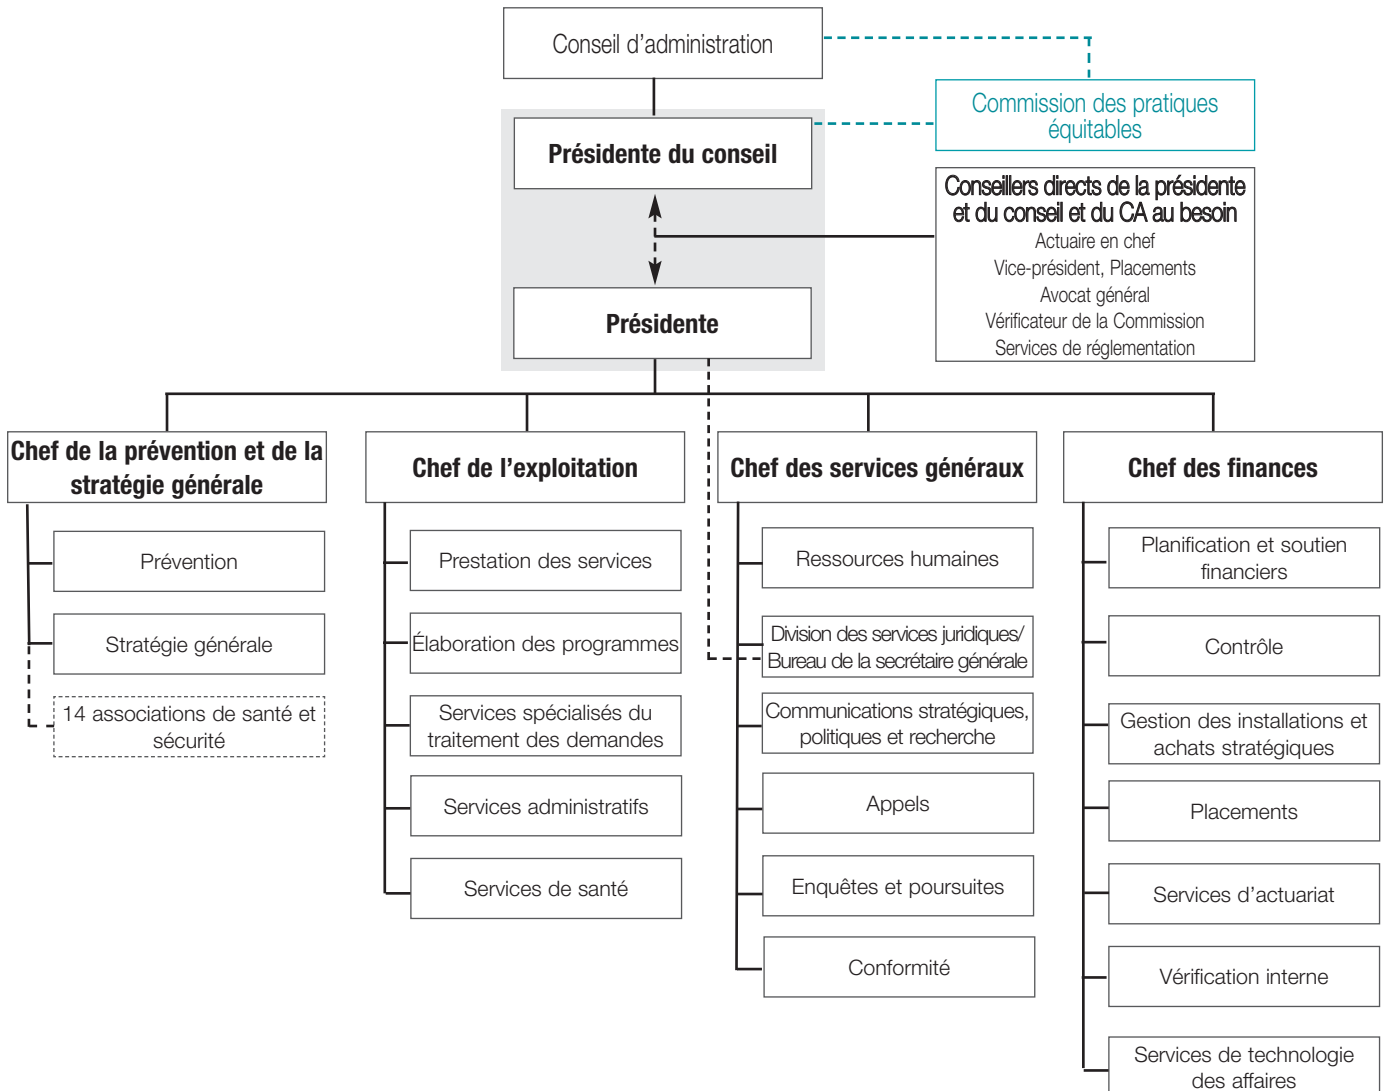 Conseil d’administration
Commission des pratiques
équitables
Présidente du conseil
Conseillers directs de la présidente
et du conseil et du CA au besoin
Actuaire en chef
Vice-président, Placements
Avocat général
Vérificateur de la Commission
Services de réglementation
Présidente
Chef de la prévention et de la
stratégie générale
Prévention
Stratégie générale
14 associations de santé et
sécurité
Chef de l’exploitation
Prestation des services
Élaboration des programmes
Services spécialisés du
traitement des demandes
Services administratifs
Services de santé
Chef des services généraux
Ressources humaines
Division des services juridiques/
Bureau de la secrétaire générale
Communications stratégiques,
politiques et recherche
Appels
Enquêtes et poursuites
Conformité
Chef des finances
Planification et soutien
financiers
Contrôle
Gestion des installations et
achats stratégiques
Placements
Services d’actuariat
Vérification interne
Services de technologie
des affaires